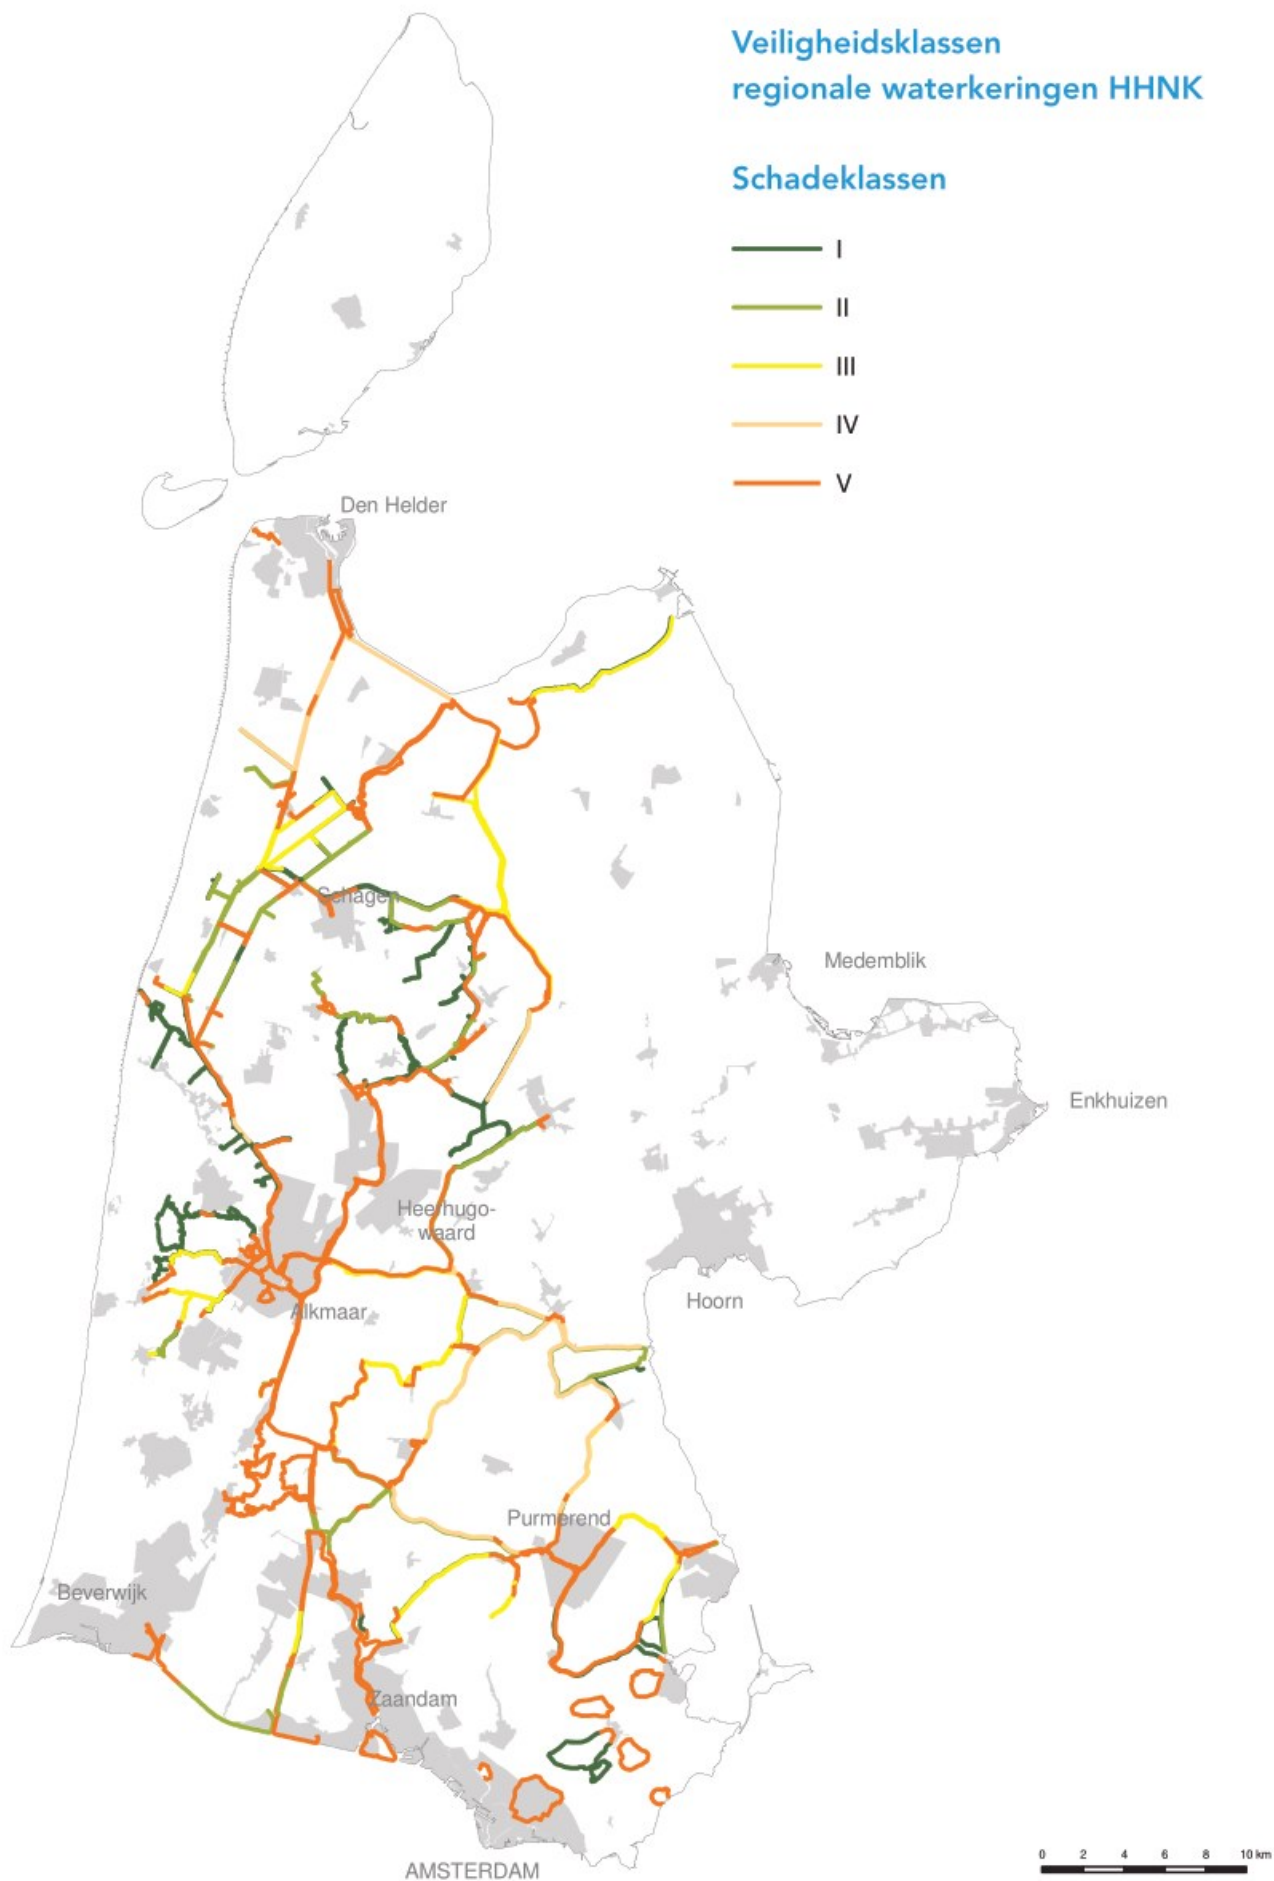 Veiligheidsklassen
regionale waterkeringen HHNK
Schadeklassen
I
II
III
IV
V
Den Helder
Schagen
Medemblik
Enkhuizen
Heerhugo-
waard
Hoorn
Alkmaar
Purmerend
Beverwijk
Zaandam
AMSTERDAM
0 2 4 6 8 10 km